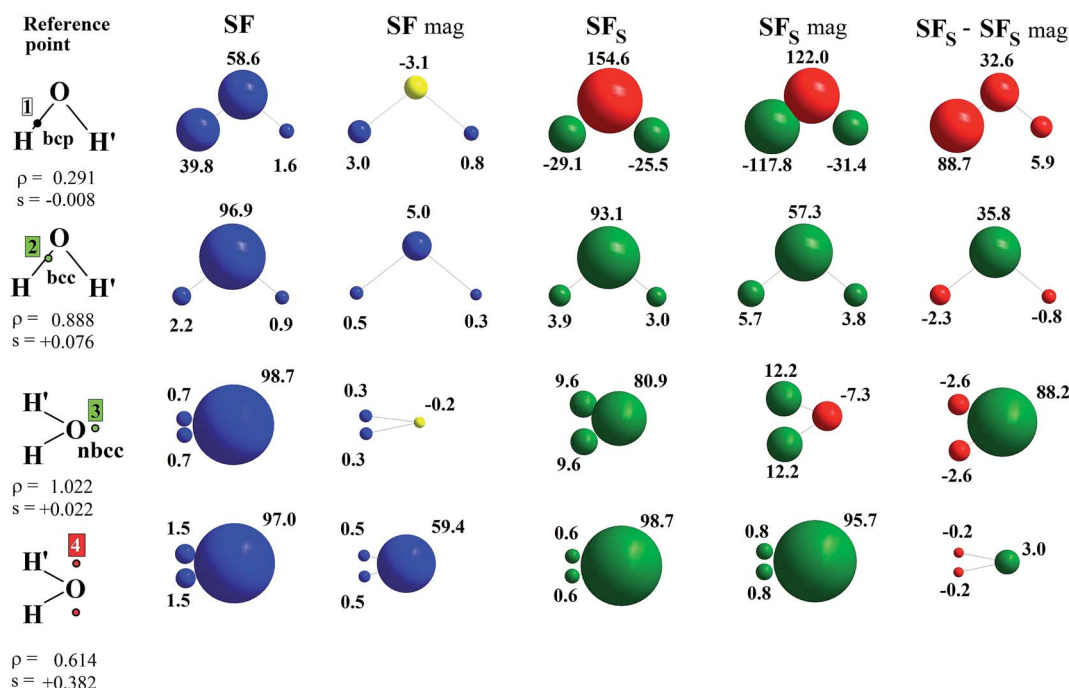 Reference point
SF
SF mag
SFS
SFS mag
SFS - SFS mag
58.6
-3.1
154.6
122.0
32.6
1
O
H
bcp
H'
39.8
1.6
3.0
0.8
-29.1
-25.5
-117.8
-31.4
88.7
5.9
ρ = 0.291
s = -0.008
96.9
5.0
93.1
57.3
35.8
2
O
bcc
H
H'
2.2
0.9
0.5
0.3
3.9
3.0
5.7
3.8
-2.3
-0.8
ρ = 0.888
s = +0.076
0.7
98.7
0.3
-0.2
9.6
80.9
12.2
-7.3
-2.6
88.2
H'
3
O
H
nbcc
0.7
0.3
9.6
12.2
-2.6
ρ = 1.022
s = +0.022
1.5
97.0
0.5
59.4
0.6
98.7
0.8
95.7
-0.2
3.0
4
H'
O
H
1.5
0.5
0.6
0.8
-0.2
ρ = 0.614
s = +0.382